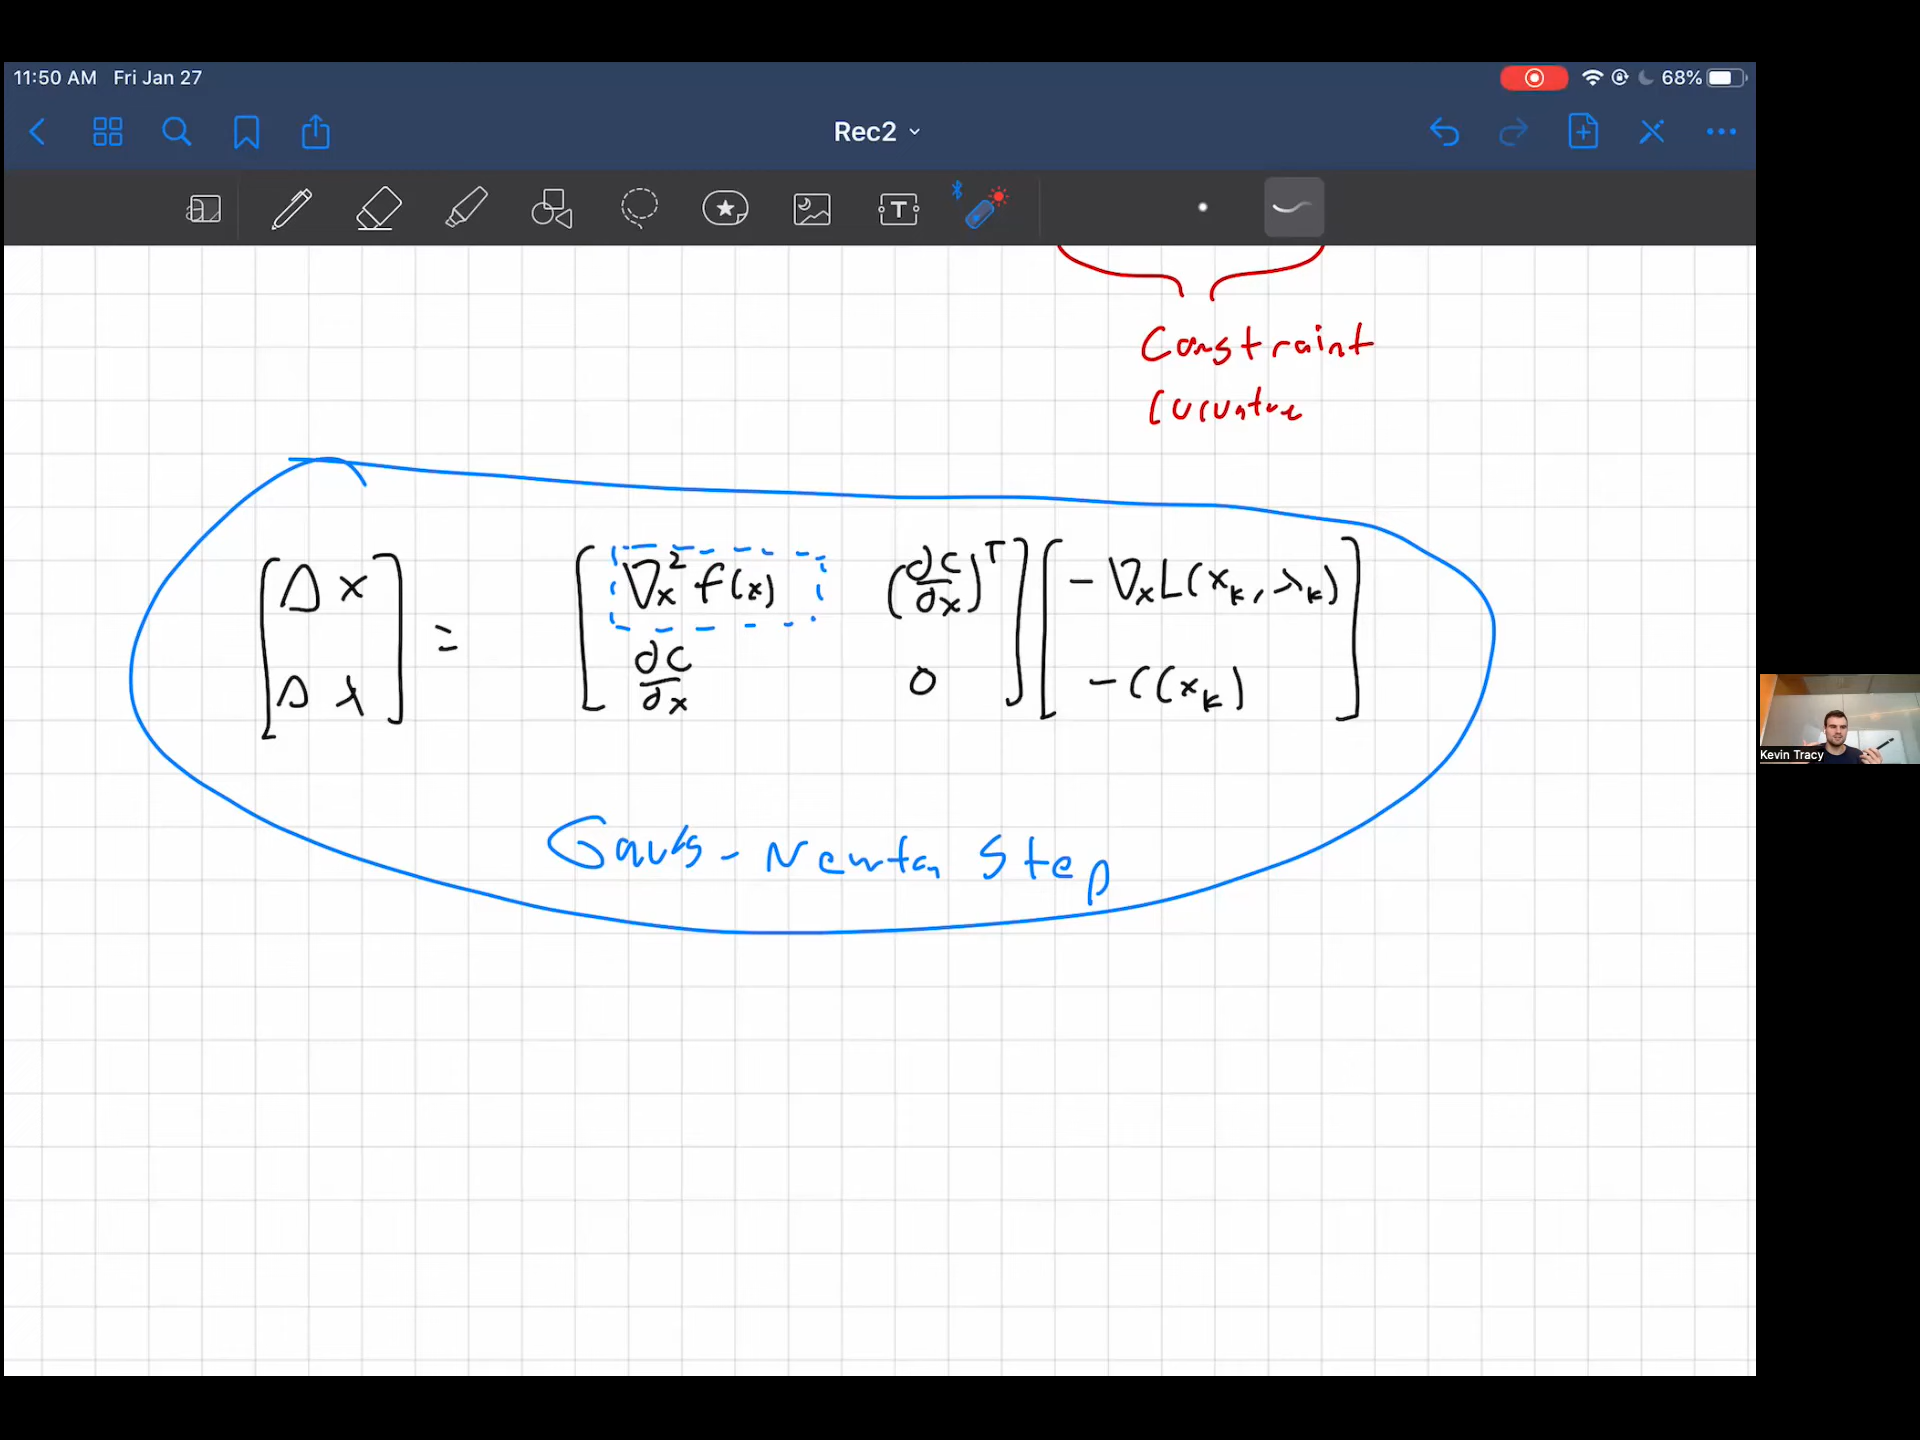 11:50 AM Fri Jan 27
68%
Rec2
T
Constraint
Curvature
[Δx; Δλ] = [∇ₓ²f(x) (∂c/∂x)ᵀ; ∂c/∂x 0] [-∇ₓL(xₖ, λₖ); -C(xₖ)]
Gauss-Newton Step
Kevin Tracy